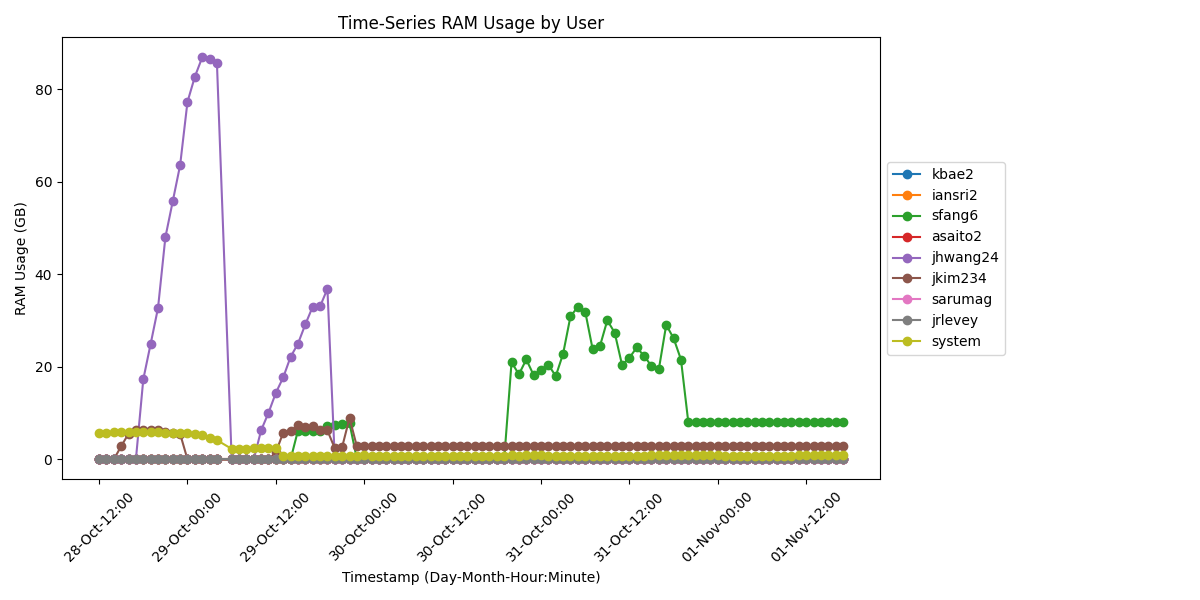 Time-Series RAM Usage by User
RAM Usage (GB)
80
60
40
20
0
28-Oct-12:00
29-Oct-00:00
29-Oct-12:00
30-Oct-00:00
30-Oct-12:00
31-Oct-00:00
31-Oct-12:00
01-Nov-00:00
01-Nov-12:00
Timestamp (Day-Month-Hour:Minute)
kbae2
iansri2
sfang6
asaito2
jhwang24
jkim234
sarumag
jrlevey
system